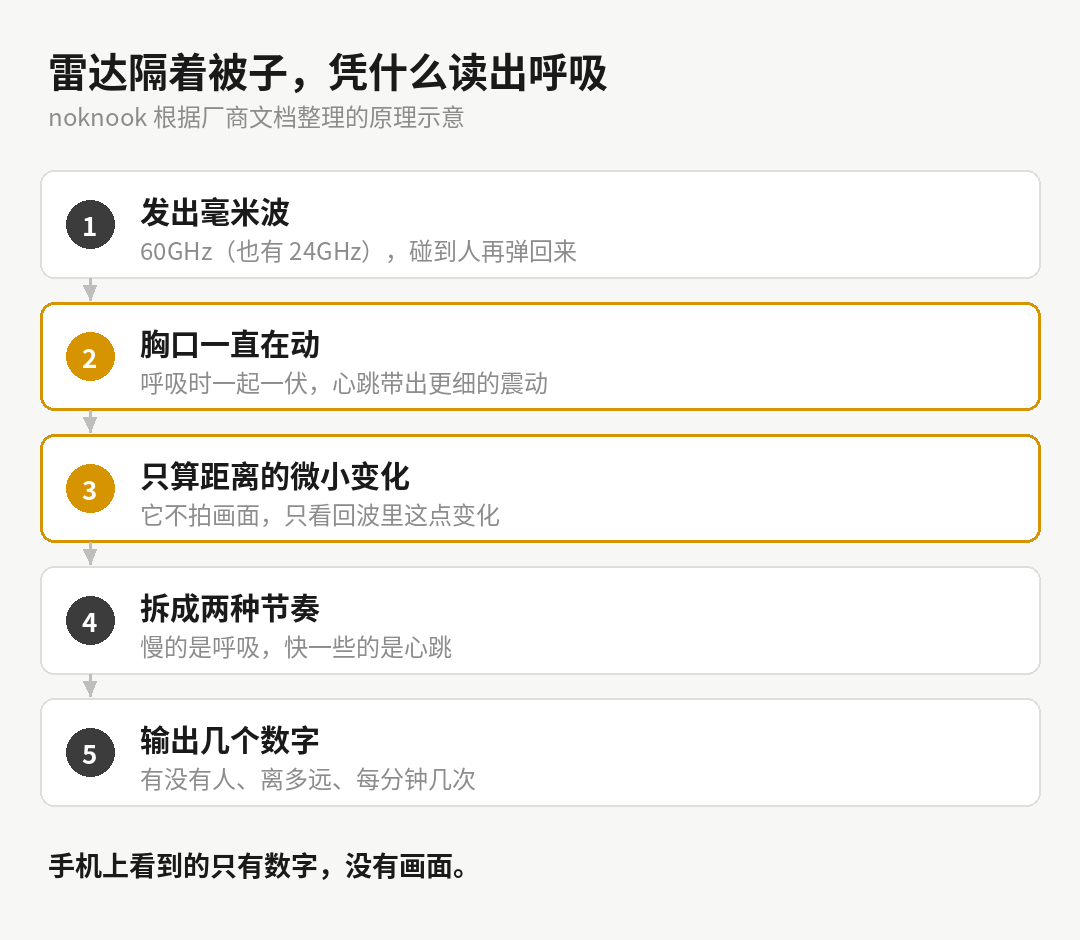 雷达隔着被子，凭什么读出呼吸
noknook 根据厂商文档整理的原理示意
1
发出毫米波
60GHz（也有 24GHz），碰到人再弹回来
2
胸口一直在动
呼吸时一起一伏，心跳带出更细的震动
3
只算距离的微小变化
它不拍画面，只看回波里这点变化
4
拆成两种节奏
慢的是呼吸，快一些的是心跳
5
输出几个数字
有没有人、离多远、每分钟几次
手机上看到的只有数字，没有画面。